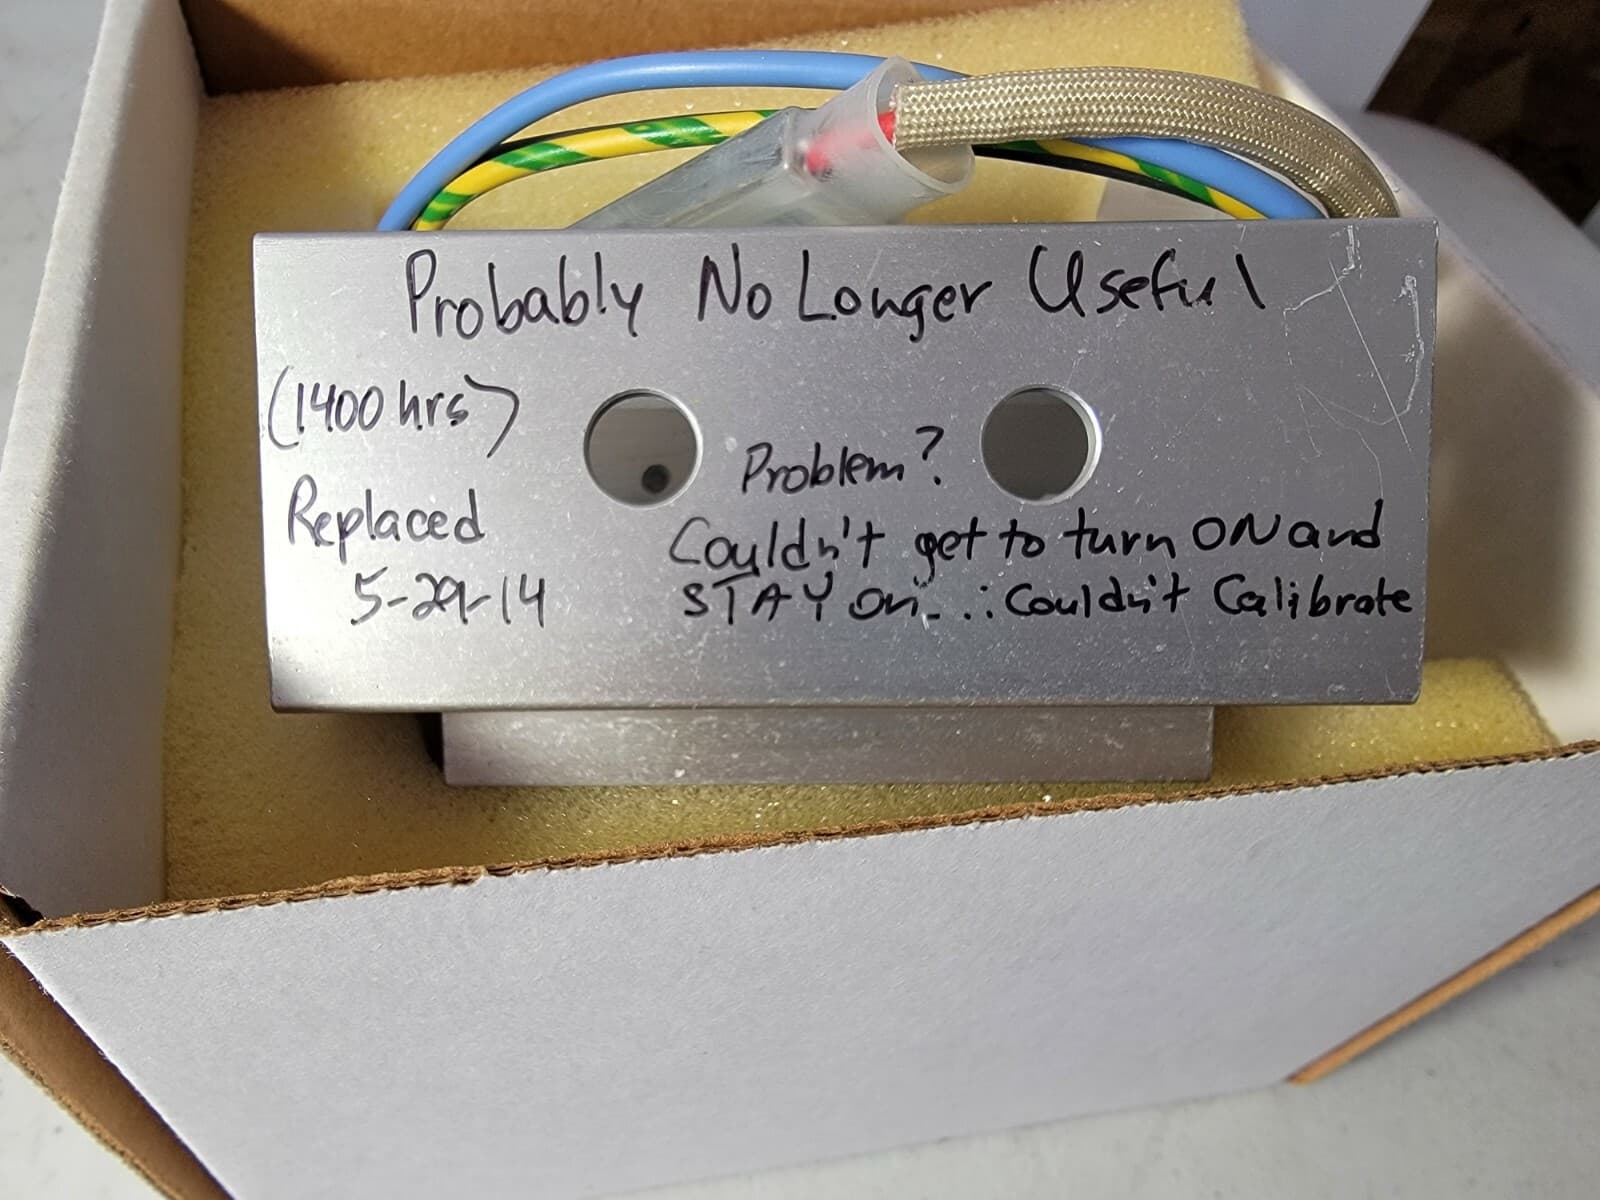 Probably No Longer Useful
(1400 hrs)
Replaced
5-29-14
Problem?
Couldn't get to turn ON and
STAY on. ∴ Couldn't Calibrate